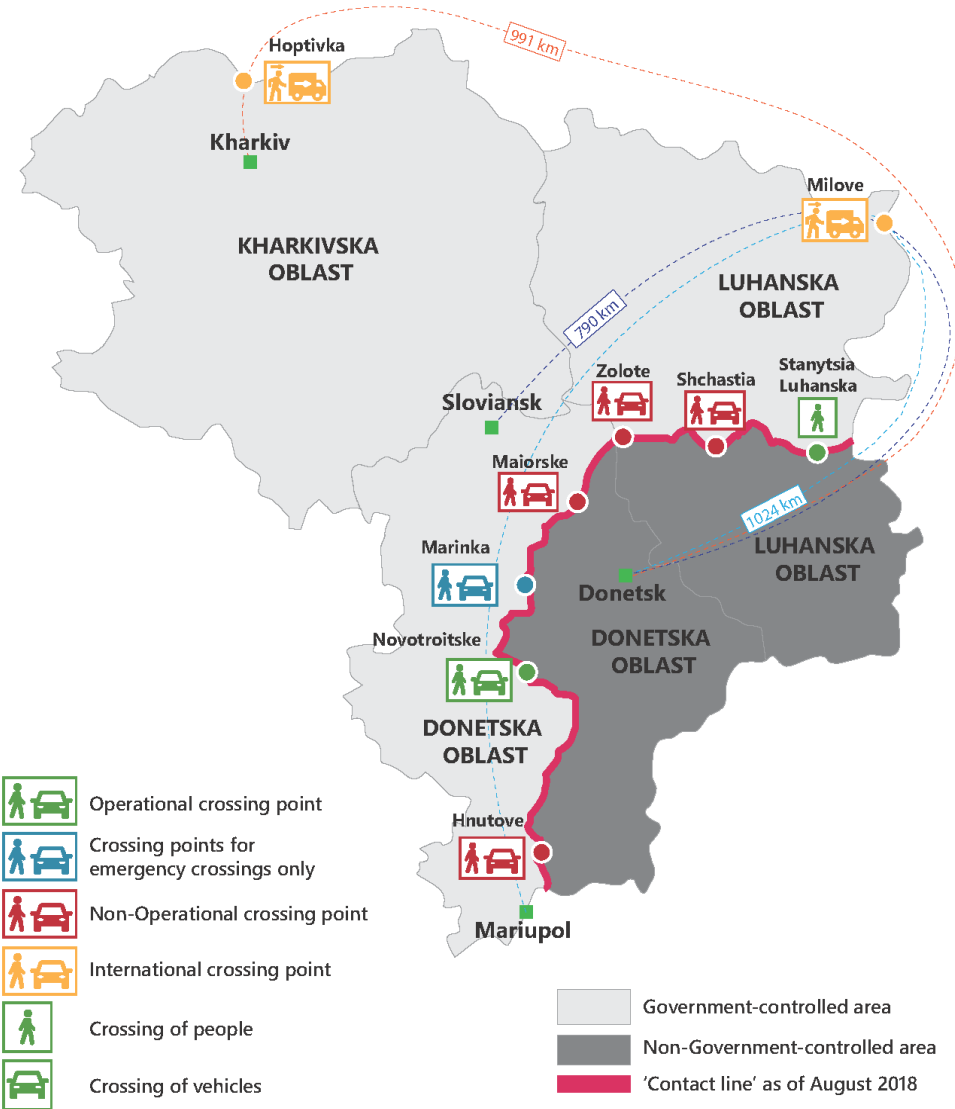 991 km
Hoptivka
Kharkiv
Milove
KHARKIVSKA
OBLAST
LUHANSKA
OBLAST
790 km
Zolote
Shchastia
Stanytsia
Luhanska
Sloviansk
Maiorske
1024 km
Marinka
LUHANSKA
OBLAST
Donetsk
Novotroitske
DONETSKA
OBLAST
DONETSKA
OBLAST
Hnutove
Mariupol
Operational crossing point
Crossing points for
emergency crossings only
Non-Operational crossing point
International crossing point
Crossing of people
Crossing of vehicles
Government-controlled area
Non-Government-controlled area
‘Contact line’ as of August 2018